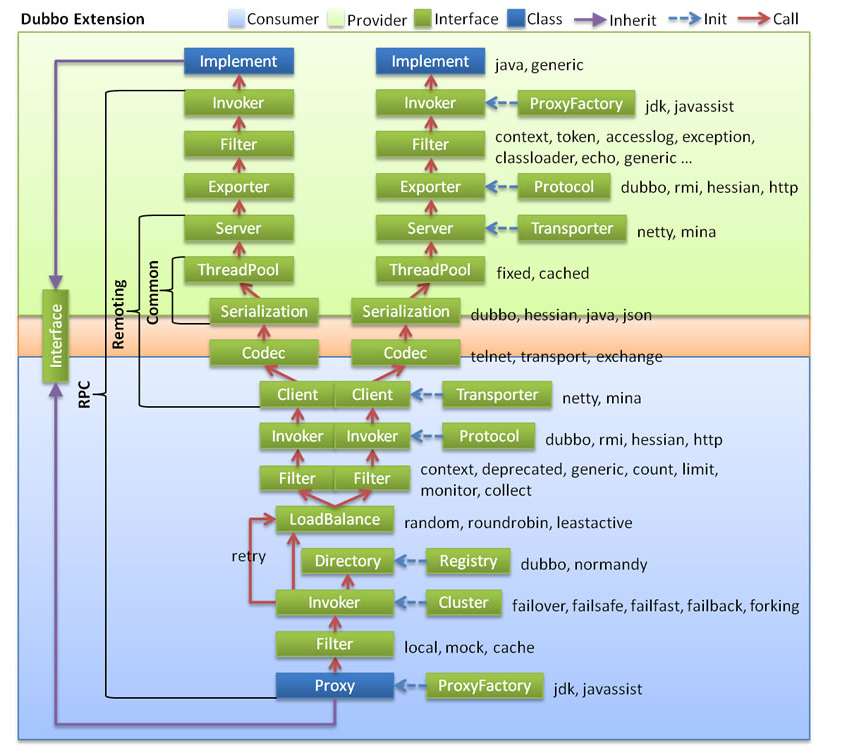 Dubbo Extension
Consumer
Provider
Interface
Class
Inherit
Init
Call
Implement
Implement
java, generic
Invoker
Invoker
ProxyFactory
jdk, javassist
Filter
Filter
context, token, accesslog, exception,
classloader, echo, generic ...
Exporter
Exporter
Protocol
dubbo, rmi, hessian, http
Server
Server
Transporter
netty, mina
ThreadPool
ThreadPool
fixed, cached
Common
Remoting
RPC
Interface
Serialization
Serialization
dubbo, hessian, java, json
Codec
Codec
telnet, transport, exchange
Client
Client
Transporter
netty, mina
Invoker
Invoker
Protocol
dubbo, rmi, hessian, http
Filter
Filter
context, deprecated, generic, count, limit,
monitor, collect
LoadBalance
random, roundrobin, leastactive
retry
Directory
Registry
dubbo, normandy
Invoker
Cluster
failover, failsafe, failfast, failback, forking
Filter
local, mock, cache
Proxy
ProxyFactory
jdk, javassist